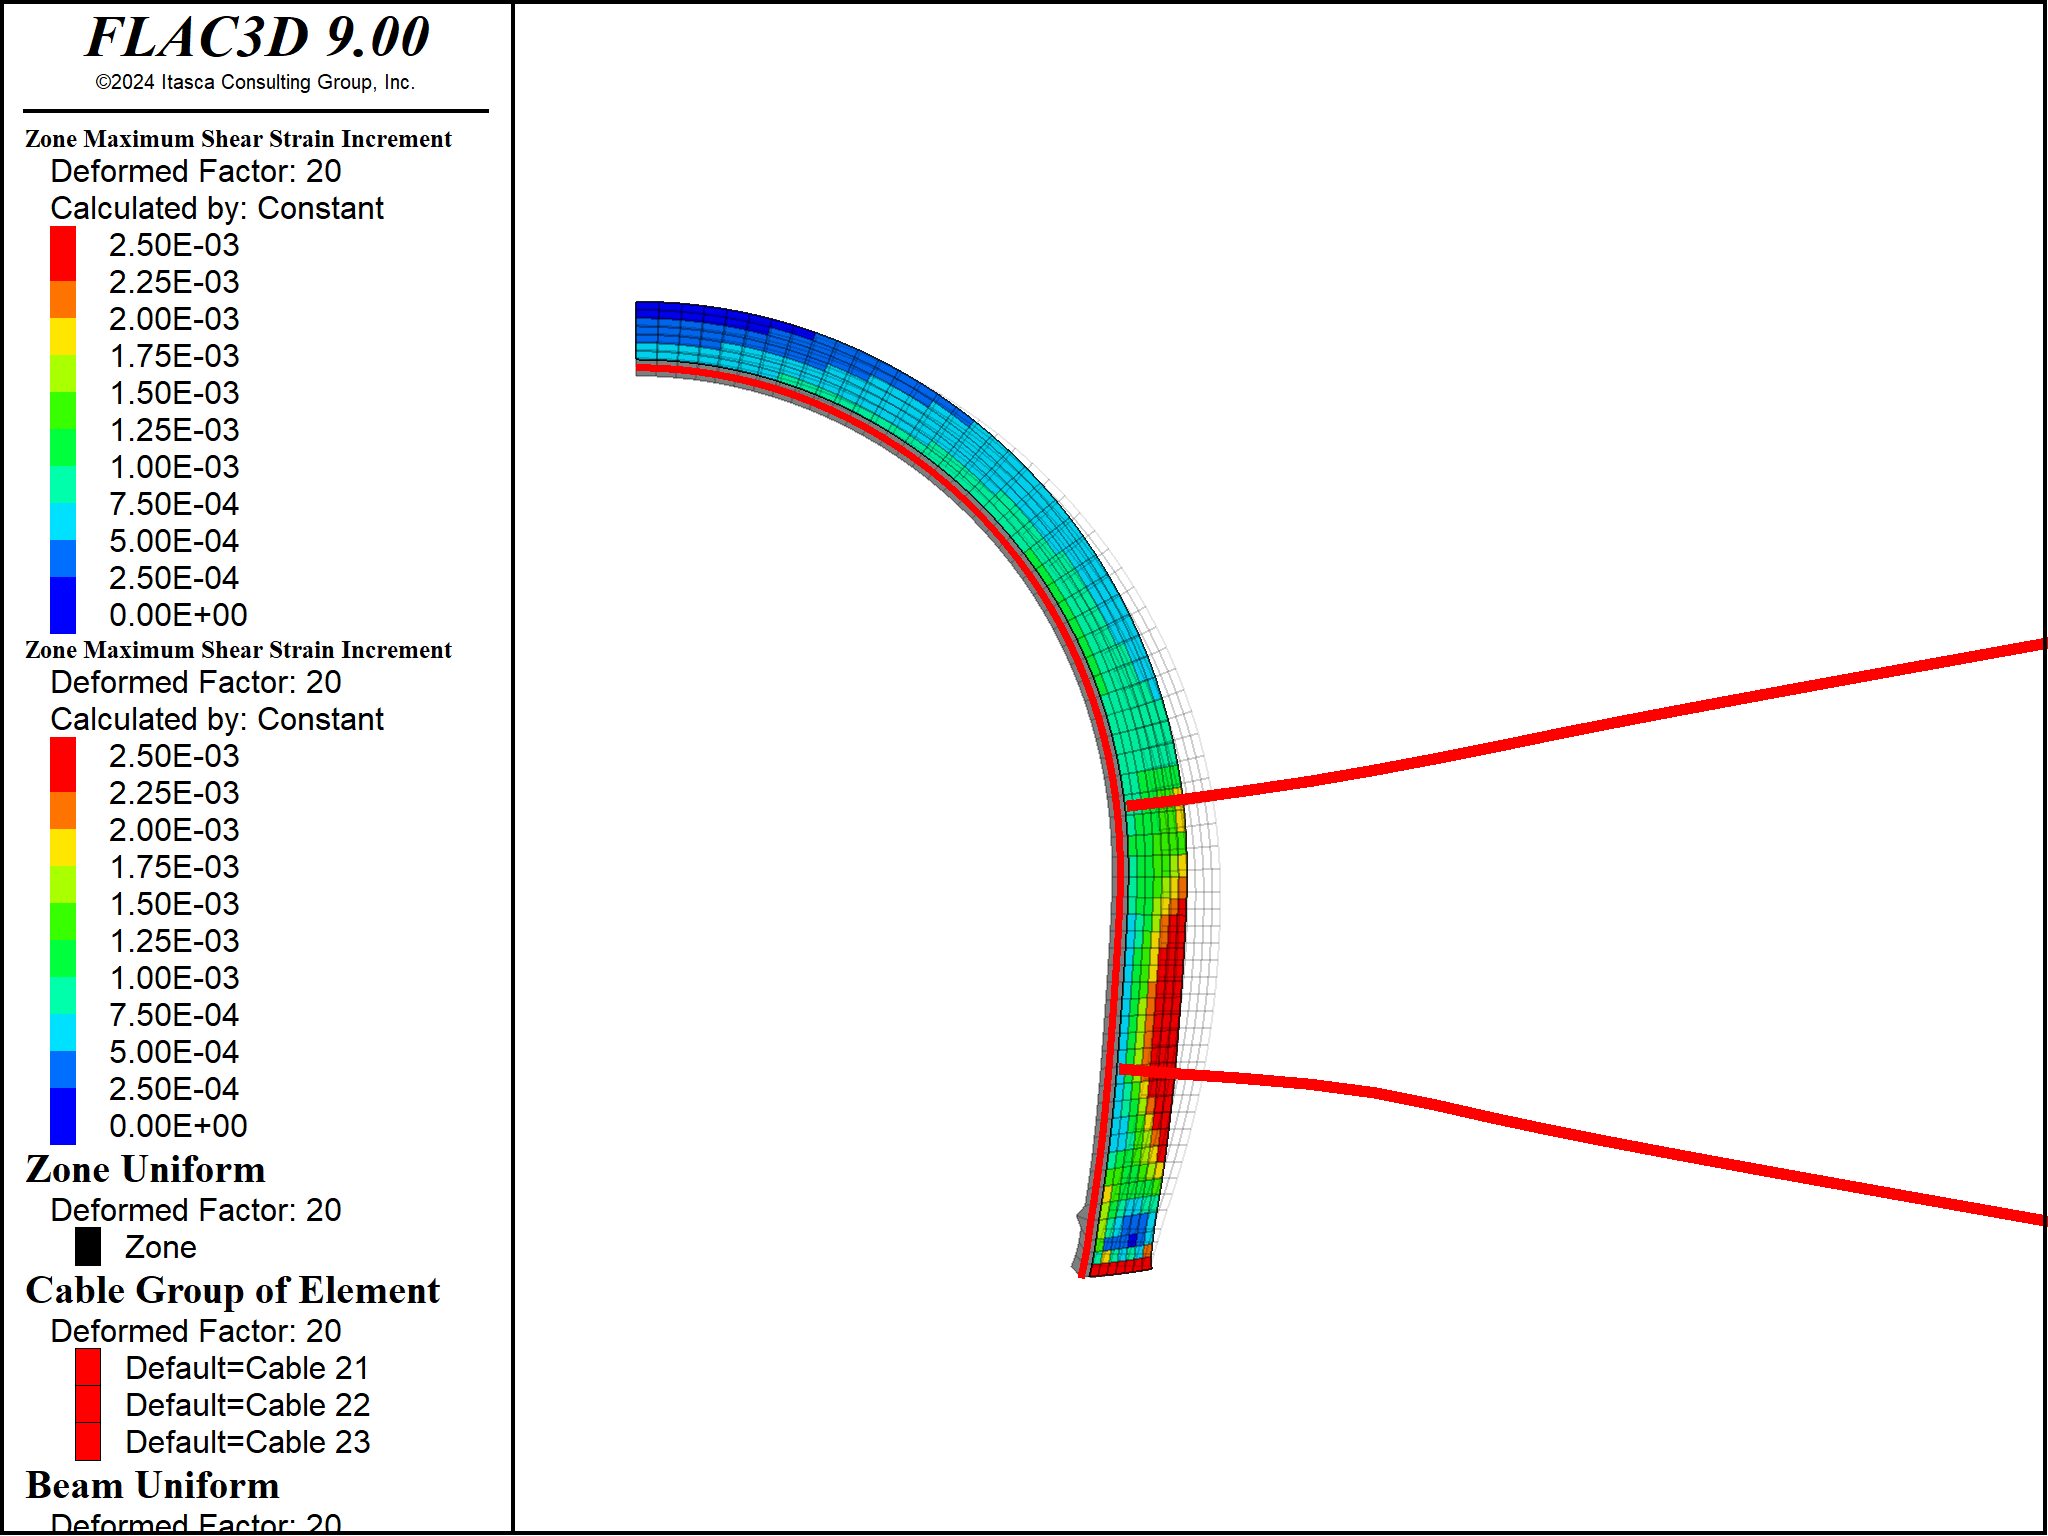 FLAC3D 9.00
©2024 Itasca Consulting Group, Inc.
Zone Maximum Shear Strain Increment
Deformed Factor: 20
Calculated by: Constant
2.50E-03
2.25E-03
2.00E-03
1.75E-03
1.50E-03
1.25E-03
1.00E-03
7.50E-04
5.00E-04
2.50E-04
0.00E+00
Zone Maximum Shear Strain Increment
Deformed Factor: 20
Calculated by: Constant
2.50E-03
2.25E-03
2.00E-03
1.75E-03
1.50E-03
1.25E-03
1.00E-03
7.50E-04
5.00E-04
2.50E-04
0.00E+00
Zone Uniform
Deformed Factor: 20
Zone
Cable Group of Element
Deformed Factor: 20
Default=Cable 21
Default=Cable 22
Default=Cable 23
Beam Uniform
Deformed Factor: 20